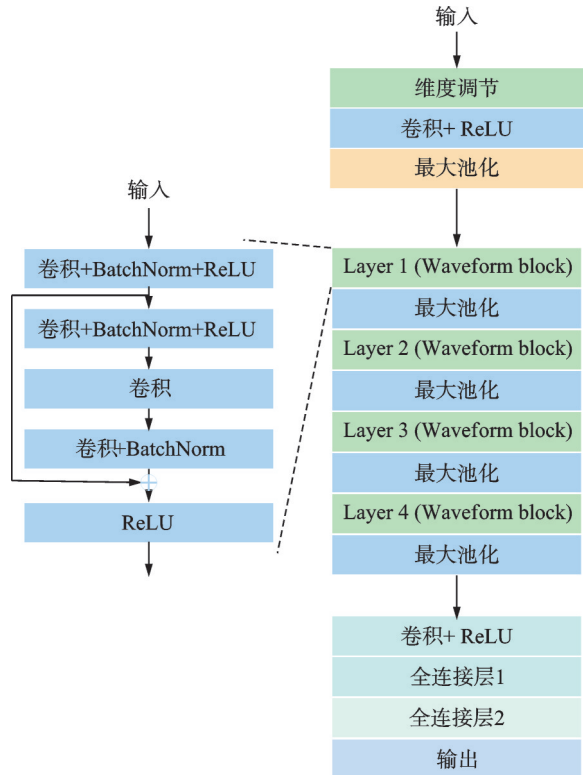 输入
卷积+BatchNorm+ReLU
卷积+BatchNorm+ReLU
卷积
卷积+BatchNorm
ReLU
输入
维度调节
卷积+ ReLU
最大池化
Layer 1 (Waveform block)
最大池化
Layer 2 (Waveform block)
最大池化
Layer 3 (Waveform block)
最大池化
Layer 4 (Waveform block)
最大池化
卷积+ ReLU
全连接层1
全连接层2
输出